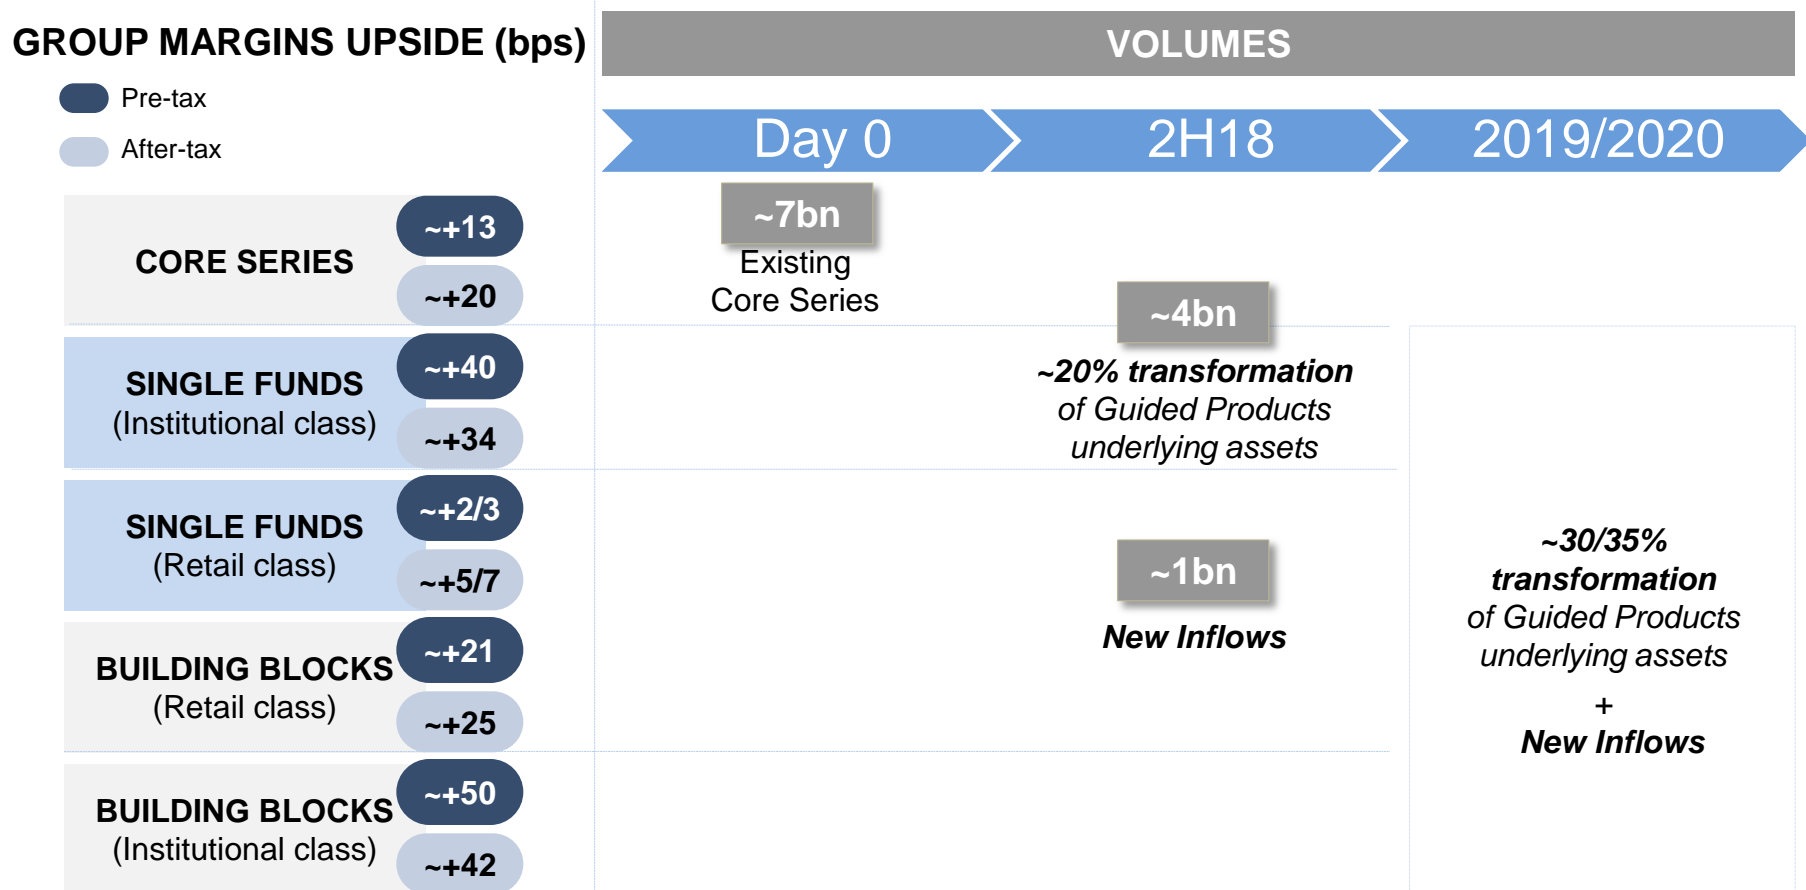 GROUP MARGINS UPSIDE (bps)
Pre-tax
After-tax
VOLUMES
Day 0
2H18
2019/2020
CORE SERIES
~+13
~+20
~7bn
Existing
Core Series
SINGLE FUNDS
(Institutional class)
~+40
~+34
~4bn
~20% transformation
of Guided Products
underlying assets
SINGLE FUNDS
(Retail class)
~+2/3
~+5/7
BUILDING BLOCKS
(Retail class)
~+21
~+25
~1bn
New Inflows
~30/35%
transformation
of Guided Products
underlying assets
+
New Inflows
BUILDING BLOCKS
(Institutional class)
~+50
~+42